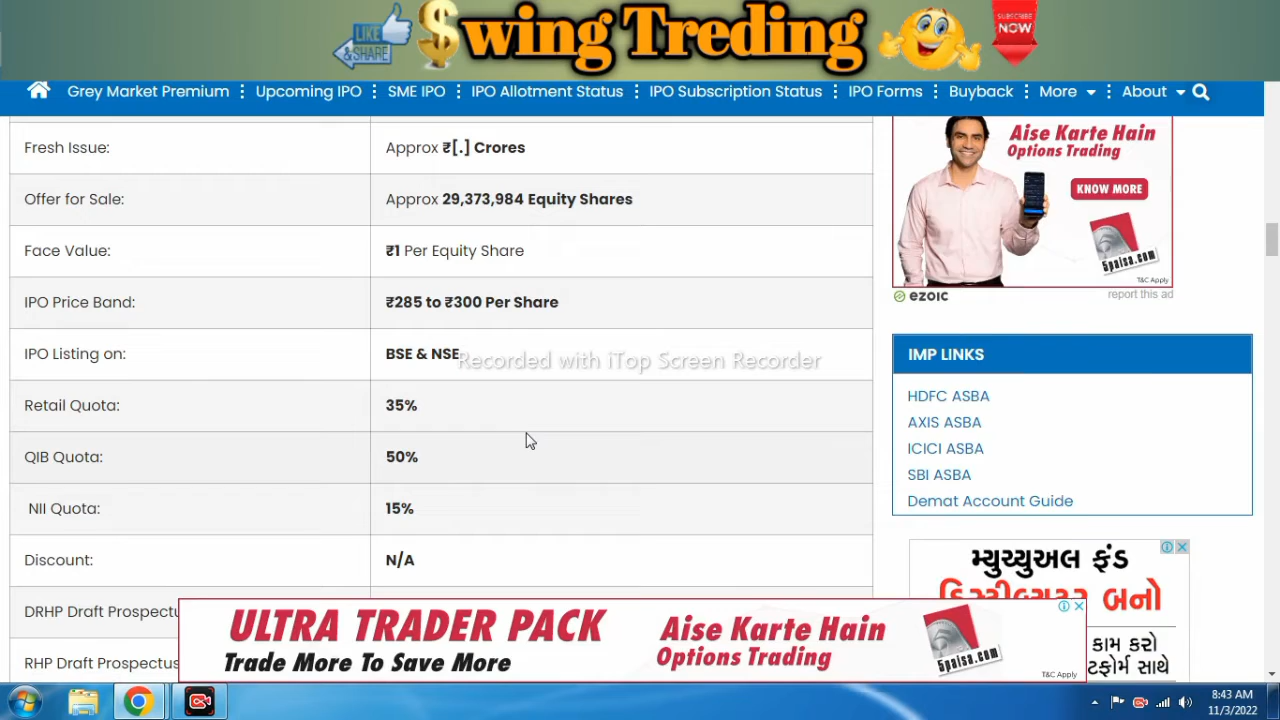 LIKE
& SHARE
$wing Treding
SUBSCRIBE
NOW
Grey Market Premium
Upcoming IPO
SME IPO
IPO Allotment Status
IPO Subscription Status
IPO Forms
Buyback
More
About
Fresh Issue:
Approx ₹[.] Crores
Offer for Sale:
Approx 29,373,984 Equity Shares
Face Value:
₹1 Per Equity Share
IPO Price Band:
₹285 to ₹300 Per Share
IPO Listing on:
BSE & NSE
Recorded with iTop Screen Recorder
Retail Quota:
35%
QIB Quota:
50%
NII Quota:
15%
Discount:
N/A
DRHP Draft Prospectu
RHP Draft Prospectus
Aise Karte Hain
Options Trading
KNOW MORE
5paisa.com
T&C Apply
ezoic
report this ad
IMP LINKS
HDFC ASBA
AXIS ASBA
ICICI ASBA
SBI ASBA
Demat Account Guide
મ્યુચ્યુઅલ ફંડ
ડિસ્ટ્રીબ્યુટર બનો
કામ કરો
ટફોર્મ સાથે
ULTRA TRADER PACK
Trade More To Save More
Aise Karte Hain
Options Trading
5paisa.com
T&C Apply
8:43 AM
11/3/2022